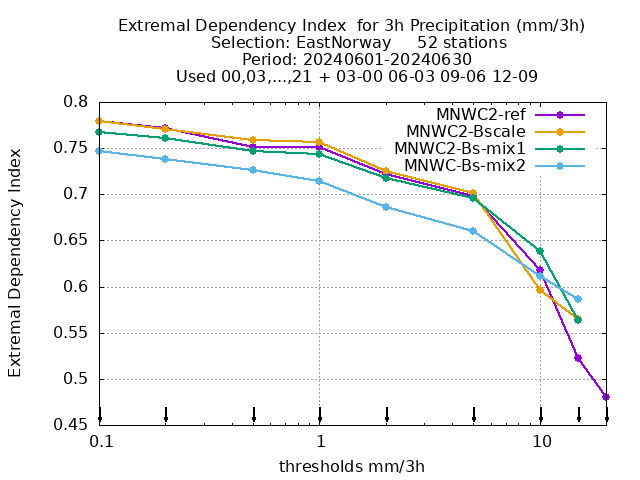 Extremal Dependency Index  for 3h Precipitation (mm/3h)
Selection: EastNorway     52 stations
Period: 20240601-20240630
Used 00,03,...,21 + 03-00 06-03 09-06 12-09
MNWC2-ref
MNWC2-Bscale
MNWC2-Bs-mix1
MNWC-Bs-mix2
Extremal Dependency Index
0.8
0.75
0.7
0.65
0.6
0.55
0.5
0.45
0.1 1 10
thresholds mm/3h